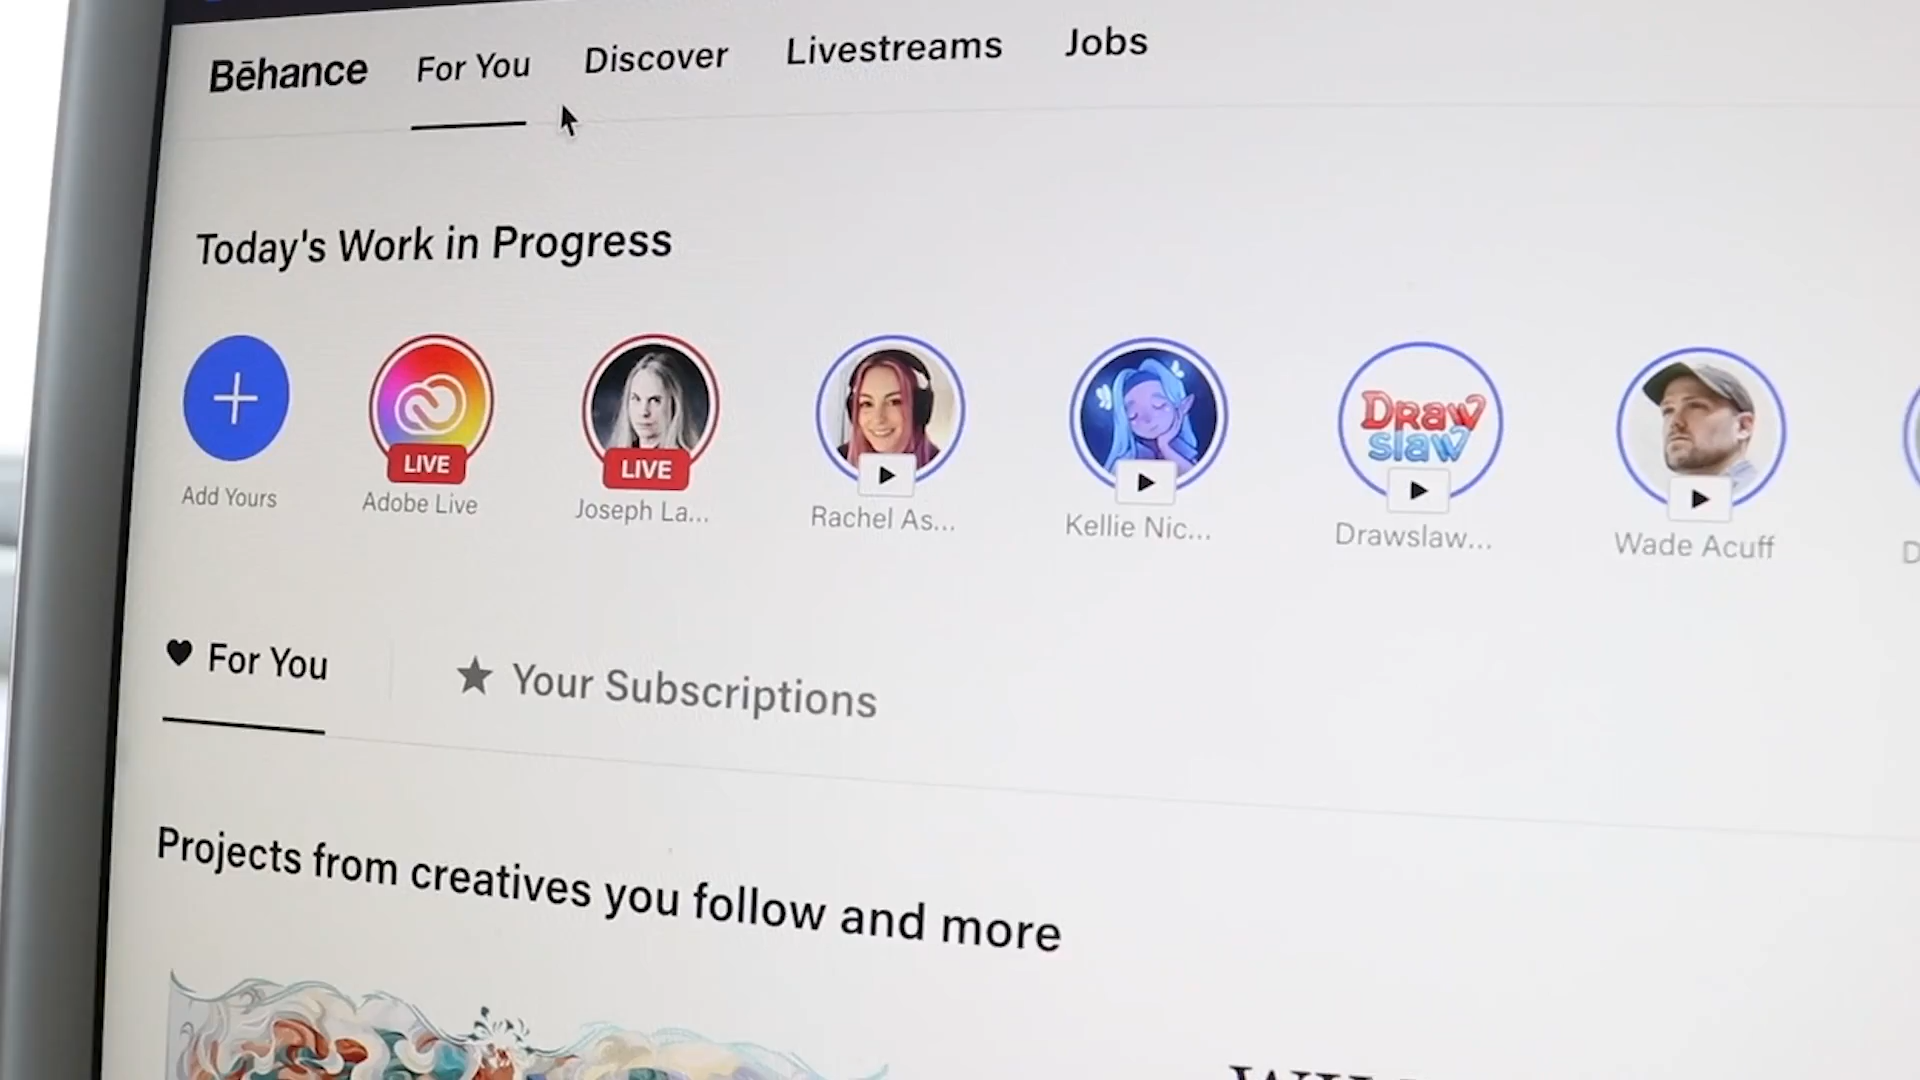 Bēhance For You Discover Livestreams Jobs
Today's Work in Progress
LIVE LIVE Draw
slaw
Add Yours Adobe Live Joseph La... Rachel As... Kellie Nic... Drawslaw... Wade Acuff D
For You Your Subscriptions
Projects from creatives you follow and more